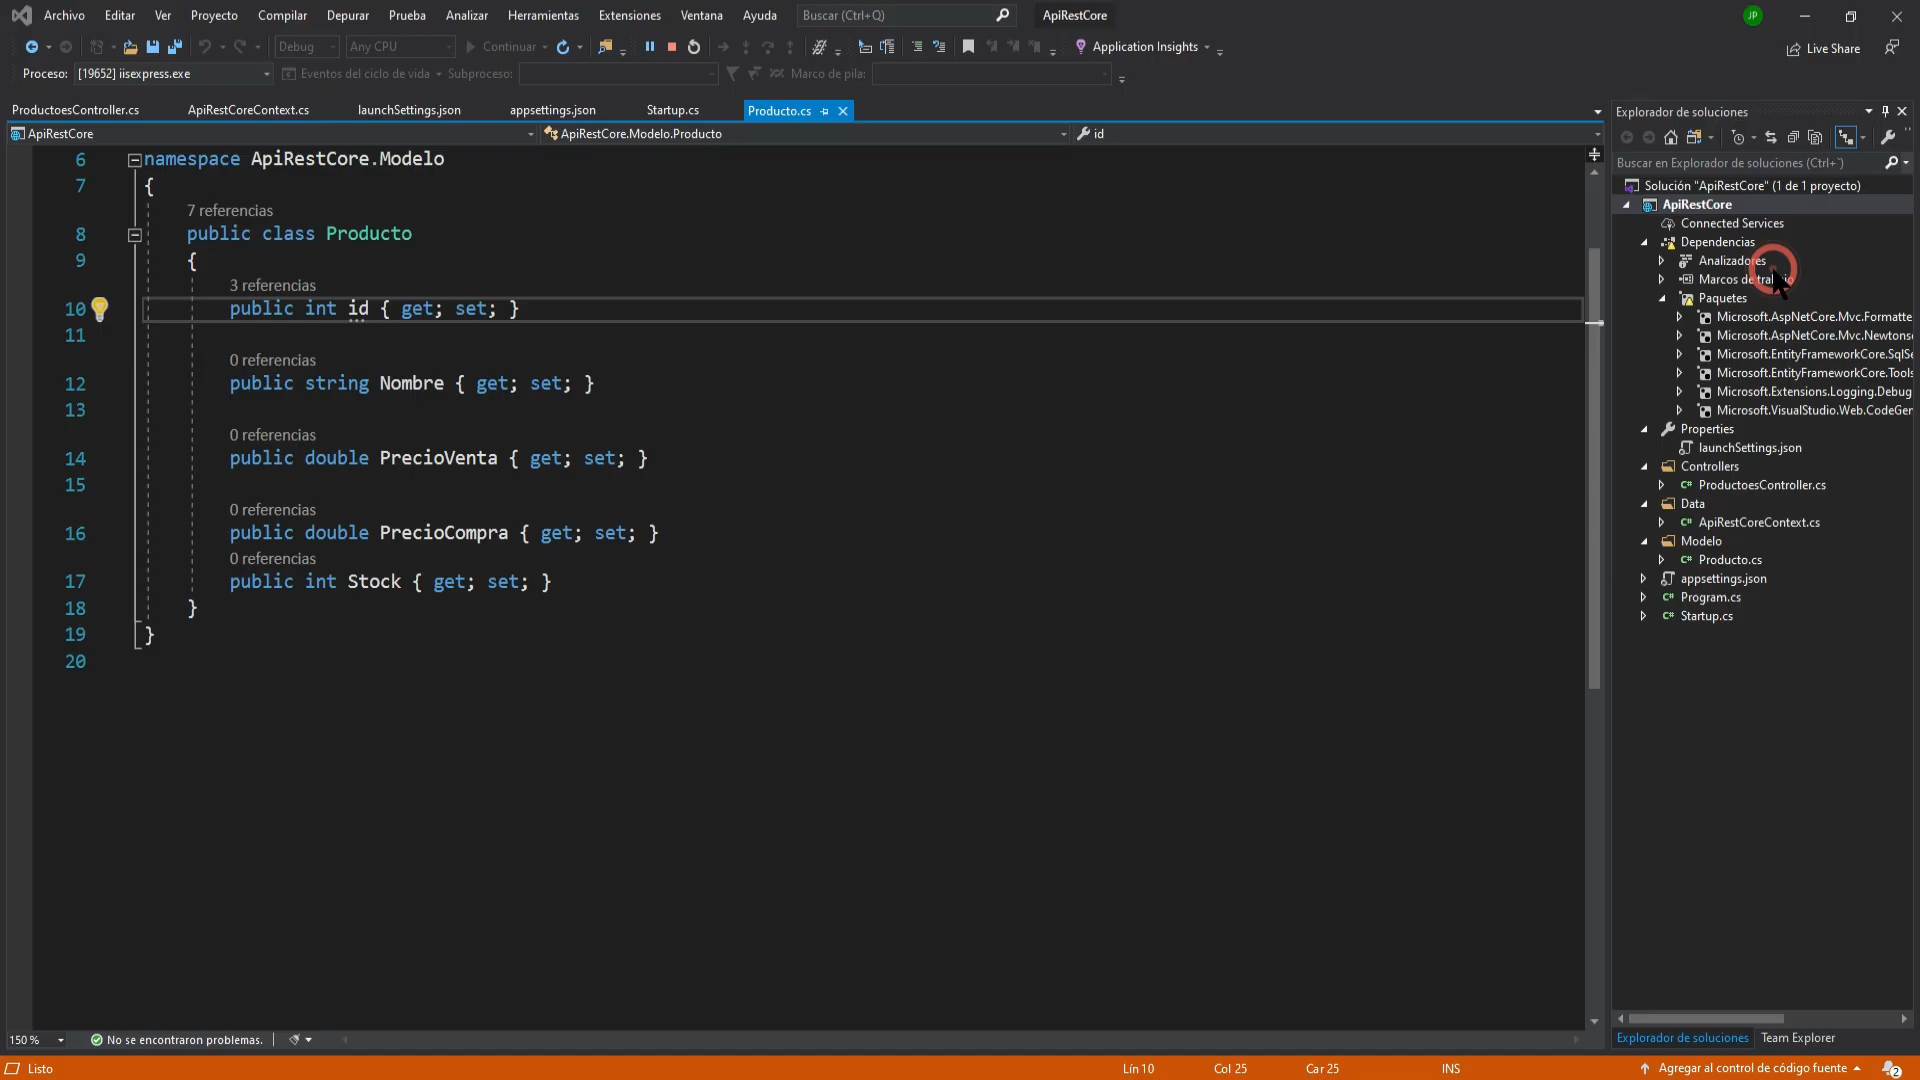 Archivo Editar Ver Proyecto Compilar Depurar Prueba Analizar Herramientas Extensiones Ventana Ayuda Buscar (Ctrl+Q) ApiRestCore JP
Debug Any CPU Continuar Application Insights Live Share
Proceso: [19652] iisexpress.exe Eventos del ciclo de vida Subproceso: Marco de pila:
ProductoesController.cs ApiRestCoreContext.cs launchSettings.json appsettings.json Startup.cs Producto.cs
ApiRestCore ApiRestCore.Modelo.Producto id
6 namespace ApiRestCore.Modelo
7 {
7 referencias
8 public class Producto
9 {
3 referencias
10 public int id { get; set; }
11
0 referencias
12 public string Nombre { get; set; }
13
0 referencias
14 public double PrecioVenta { get; set; }
15
0 referencias
16 public double PrecioCompra { get; set; }
0 referencias
17 public int Stock { get; set; }
18 }
19 }
20
150 % No se encontraron problemas.
Explorador de soluciones
Buscar en Explorador de soluciones (Ctrl+`)
Solución "ApiRestCore" (1 de 1 proyecto)
ApiRestCore
Connected Services
Dependencias
Analizadores
Marcos de
Paquetes
Microsoft.AspNetCore.Mvc.Formatte
Microsoft.AspNetCore.Mvc.Newtons
Microsoft.EntityFrameworkCore.SqlSe
Microsoft.EntityFrameworkCore.Tools
Microsoft.Extensions.Logging.Debug
Microsoft.VisualStudio.Web.CodeGer
Properties
launchSettings.json
Controllers
C# ProductoesController.cs
Data
C# ApiRestCoreContext.cs
Modelo
C# Producto.cs
appsettings.json
C# Program.cs
C# Startup.cs
Explorador de soluciones Team Explorer
Listo Lín 10 Col 25 Car 25 INS Agregar al control de código fuente 2